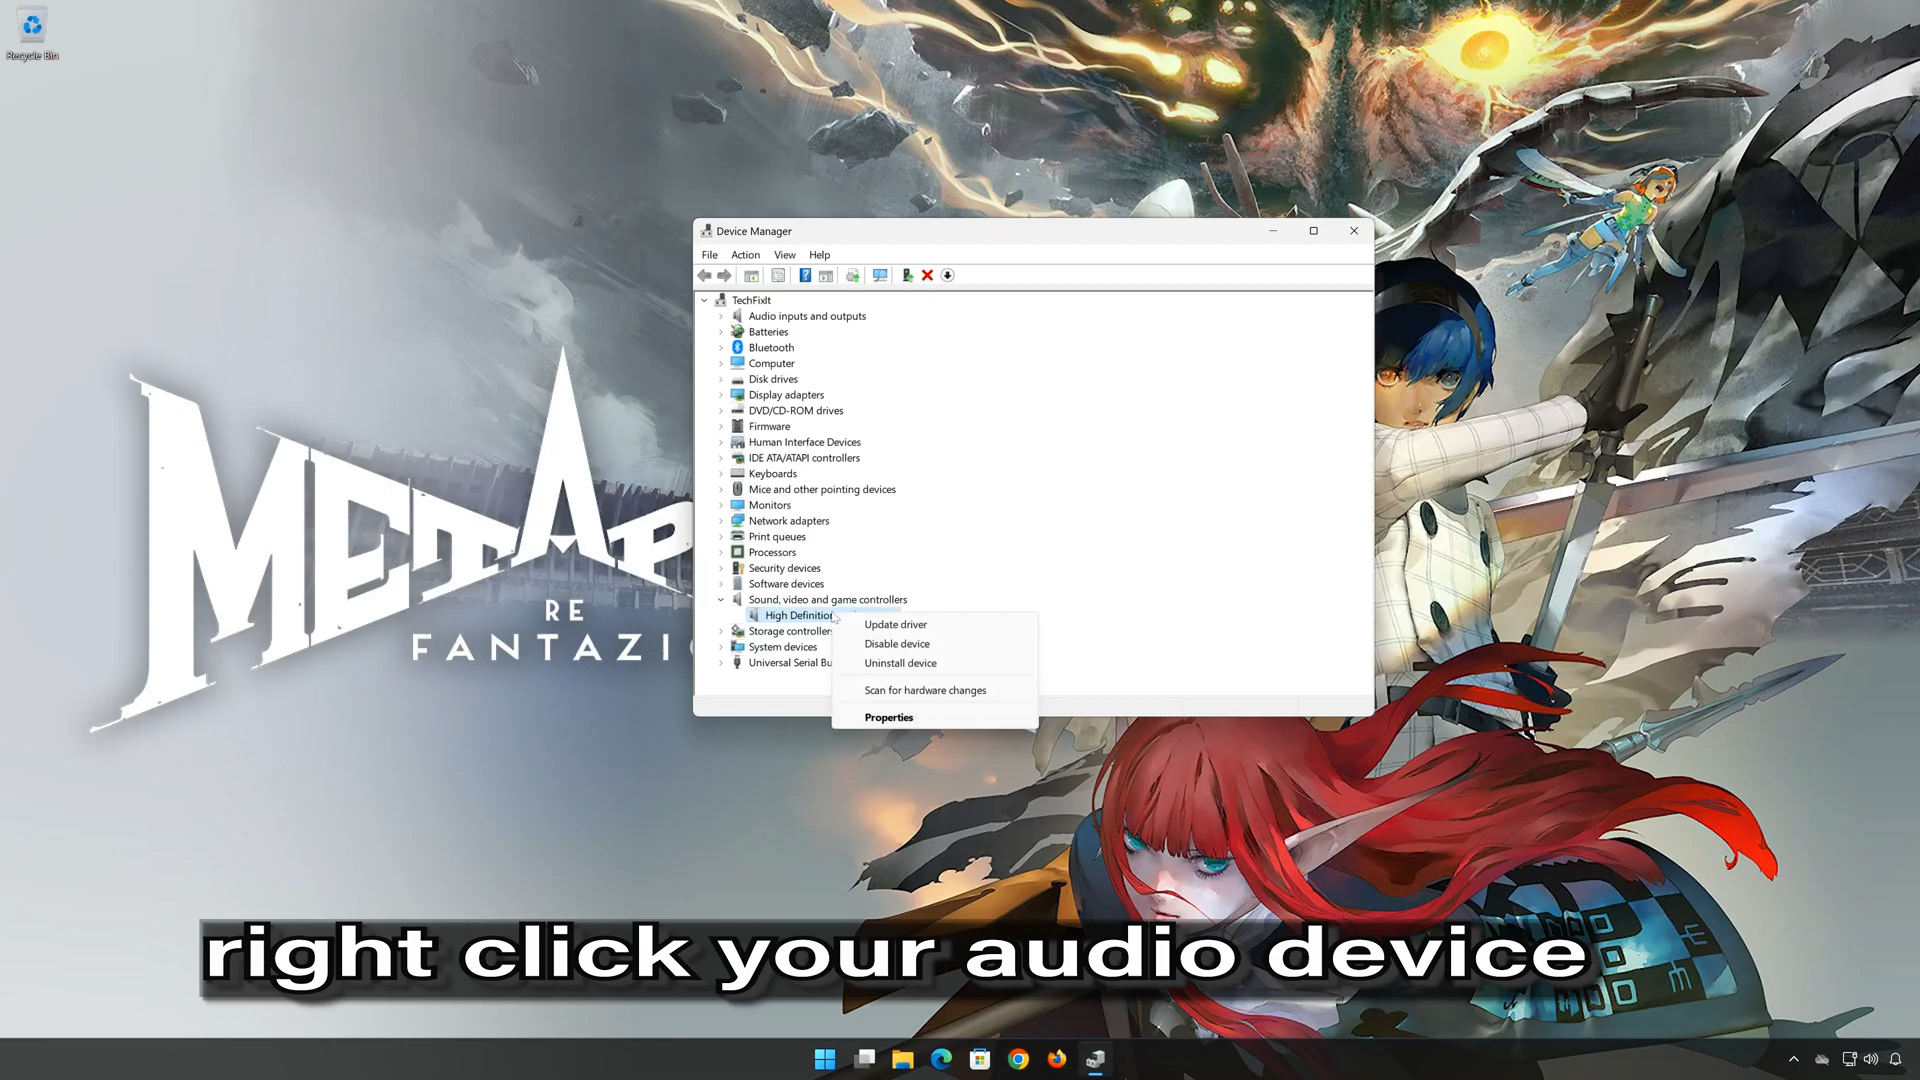 Recycle Bin
METAP
RE
FANTAZI
Device Manager
File Action View Help
TechFixIt
Audio inputs and outputs
Batteries
Bluetooth
Computer
Disk drives
Display adapters
DVD/CD-ROM drives
Firmware
Human Interface Devices
IDE ATA/ATAPI controllers
Keyboards
Mice and other pointing devices
Monitors
Network adapters
Print queues
Processors
Security devices
Software devices
Sound, video and game controllers
High Definition
Storage controllers
System devices
Universal Serial Bu
Update driver
Disable device
Uninstall device
Scan for hardware changes
Properties
right click your audio device